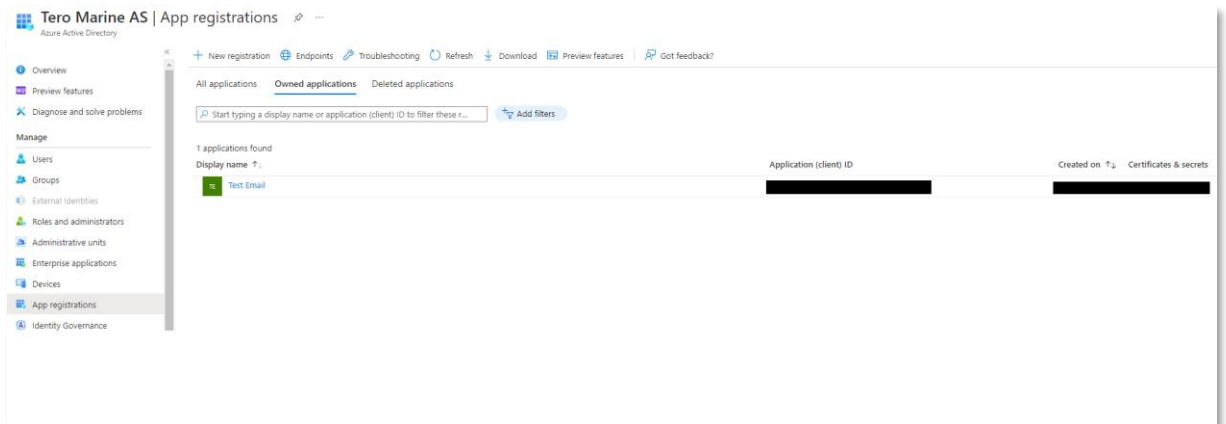 Tero Marine AS | App registrations
Azure Active Directory
New registration Endpoints Troubleshooting Refresh Download Preview features Got feedback?
Overview
Preview features
Diagnose and solve problems
Manage
Users
Groups
External Identities
Roles and administrators
Administrative units
Enterprise applications
Devices
App registrations
Identity Governance
All applications Owned applications Deleted applications
Start typing a display name or application (client) ID to filter these r... Add filters
1 applications found
Display name Application (client) ID Created on Certificates & secrets
TE Test Email